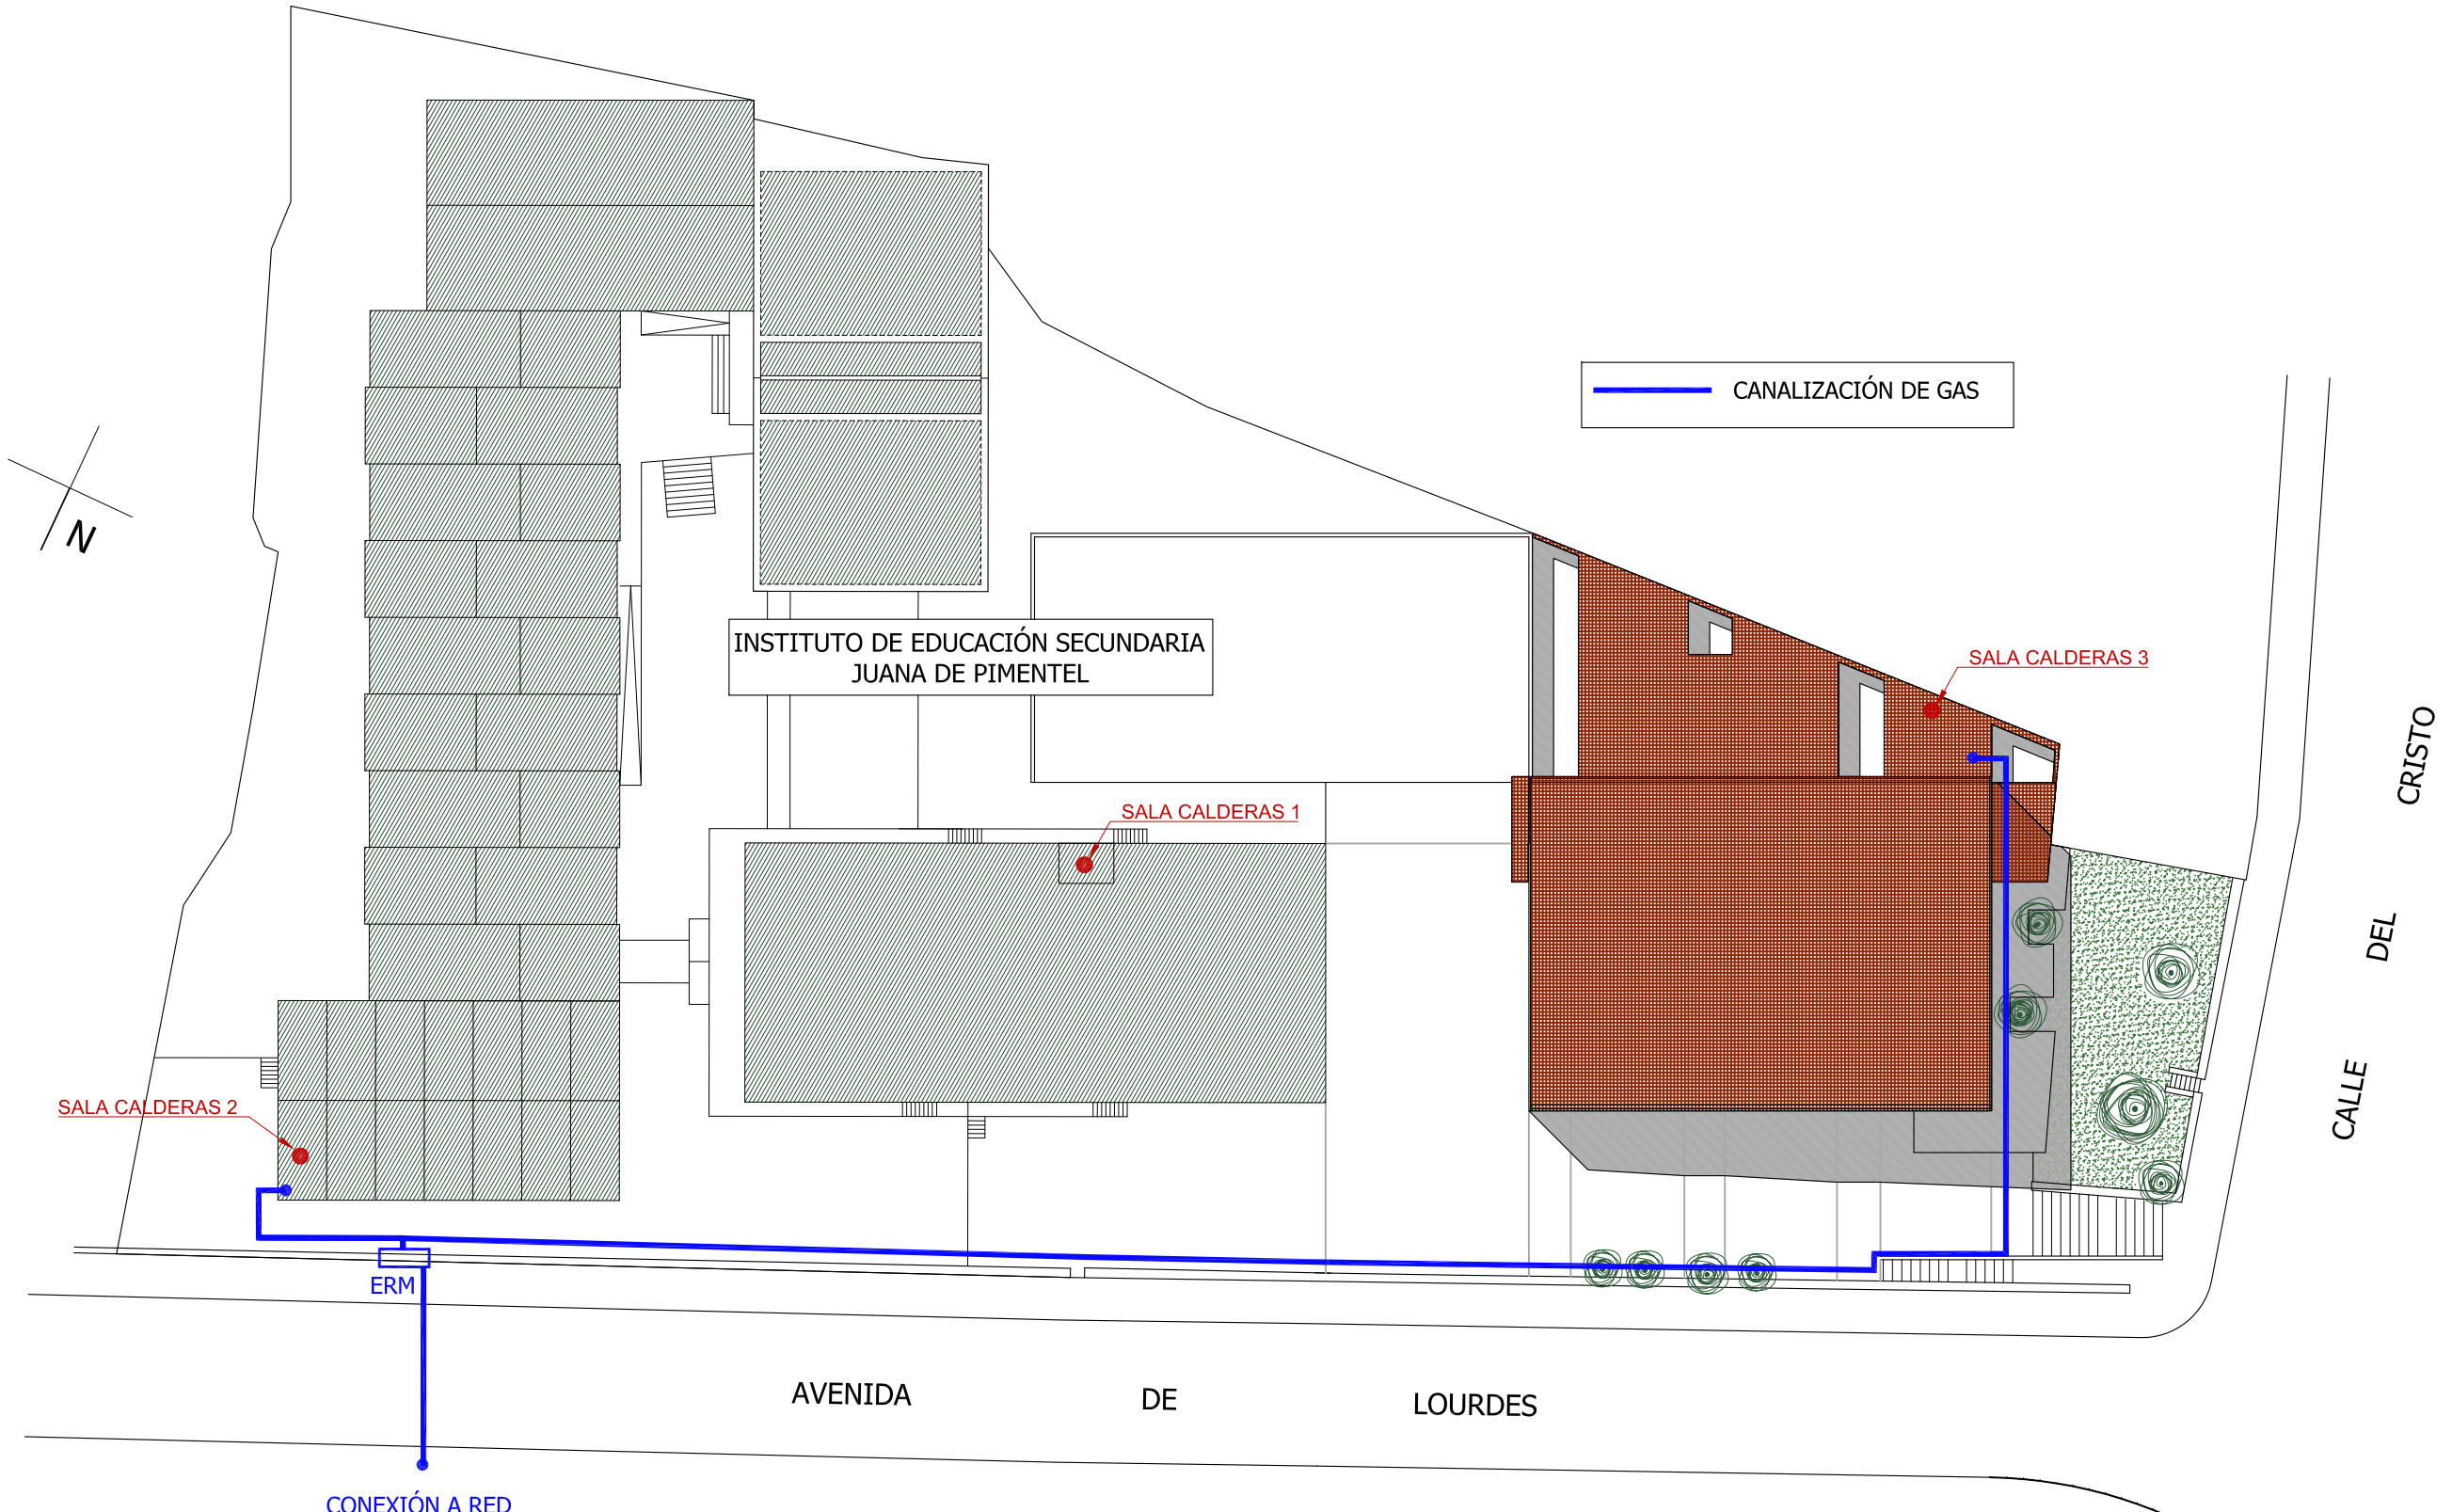 CANALIZACIÓN DE GAS
N
INSTITUTO DE EDUCACIÓN SECUNDARIA
JUANA DE PIMENTEL
SALA CALDERAS 3
SALA CALDERAS 1
SALA CALDERAS 2
CALLE DEL CRISTO
ERM
AVENIDA DE LOURDES
CONEXIÓN A RED